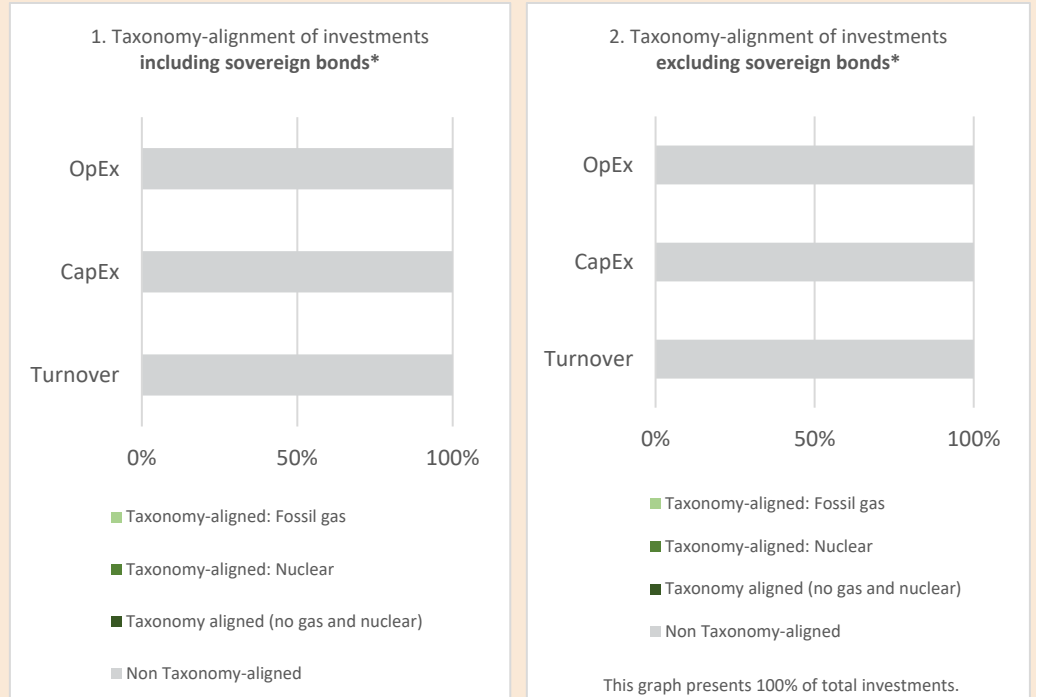 1. Taxonomy-alignment of investments
including sovereign bonds*
OpEx
CapEx
Turnover
0% 50% 100%
Taxonomy-aligned: Fossil gas
Taxonomy-aligned: Nuclear
Taxonomy aligned (no gas and nuclear)
Non Taxonomy-aligned
2. Taxonomy-alignment of investments
excluding sovereign bonds*
OpEx
CapEx
Turnover
0% 50% 100%
Taxonomy-aligned: Fossil gas
Taxonomy-aligned: Nuclear
Taxonomy aligned (no gas and nuclear)
Non Taxonomy-aligned
This graph presents 100% of total investments.